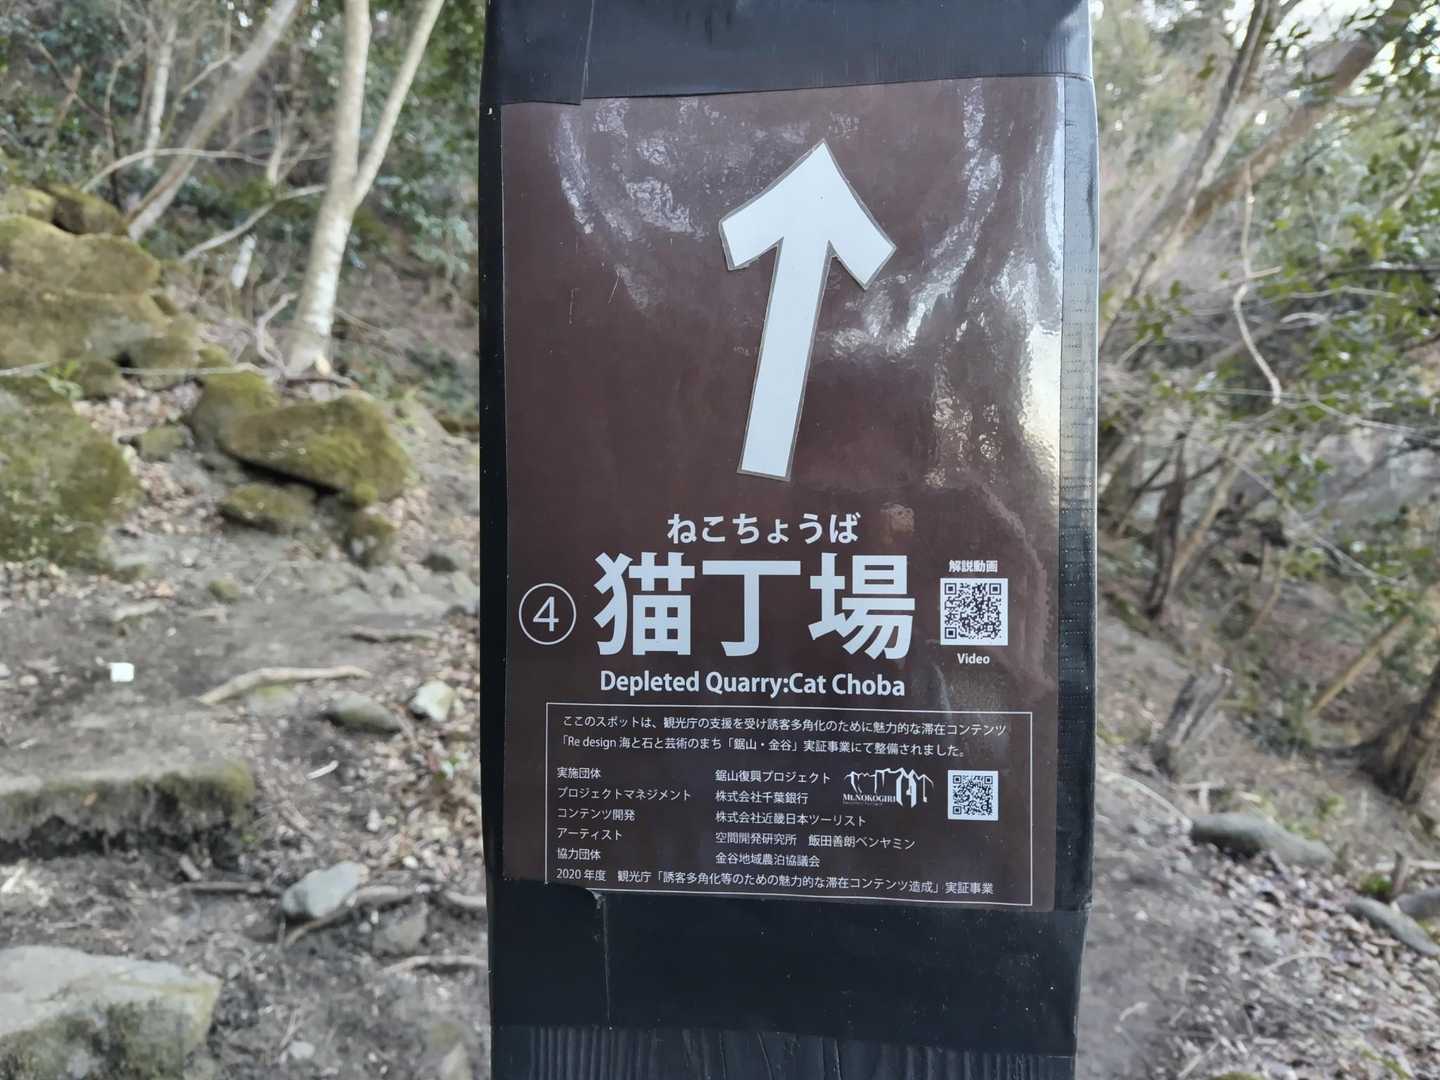 ねこちょうば
④ 猫丁場
解説動画
Video
Depleted Quarry:Cat Choba
ここのスポットは、観光庁の支援を受け誘客多角化のために魅力的な滞在コンテンツ
「Re design 海と石と芸術のまち「鋸山・金谷」実証事業にて整備されました。
実施団体 鋸山復興プロジェクト
プロジェクトマネジメント 株式会社千葉銀行
コンテンツ開発 株式会社近畿日本ツーリスト
アーティスト 空間開発研究所 飯田善朗ベンヤミン
協力団体 金谷地域農泊協議会
Mt.NOKOGIRI
2020 年度 観光庁「誘客多角化等のための魅力的な滞在コンテンツ造成」実証事業